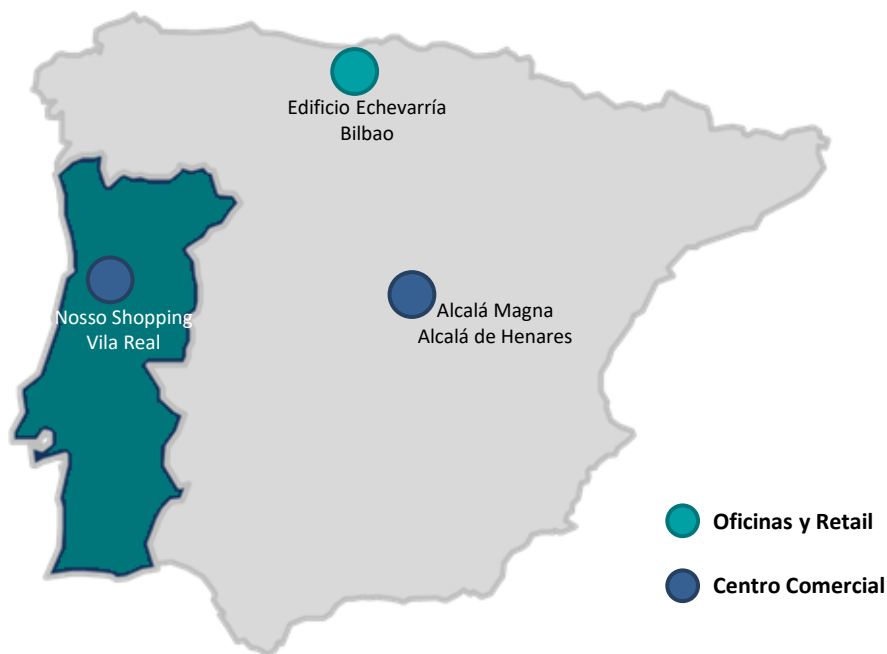 Edificio Echevarría
Bilbao
Nosso Shopping
Vila Real
Alcalá Magna
Alcalá de Henares
Oficinas y Retail
Centro Comercial